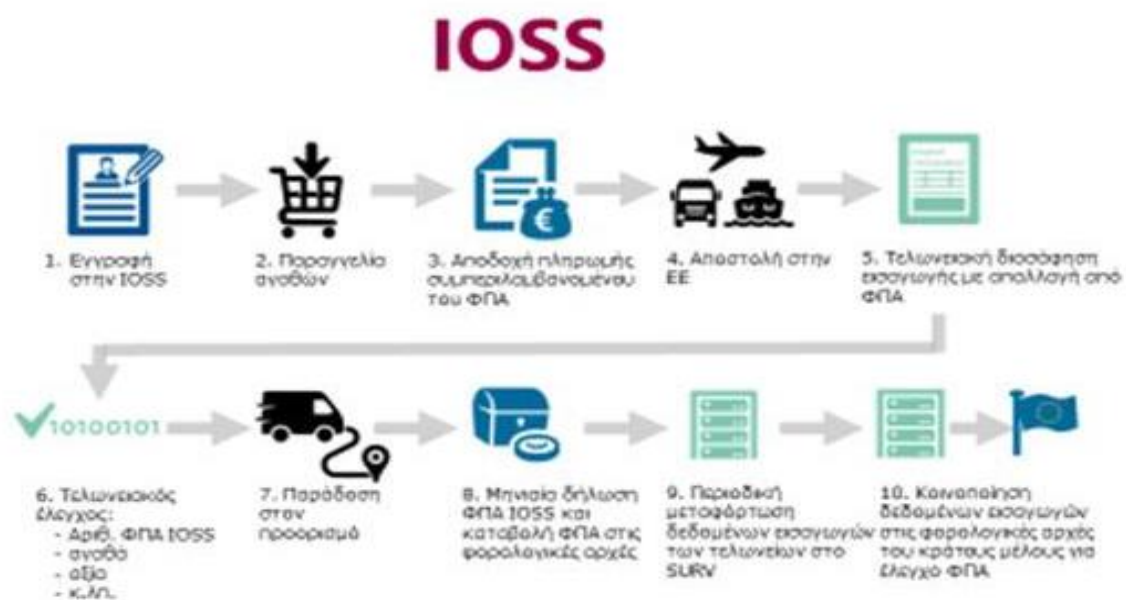 IOSS
1. Εγγραφή
στην IOSS
2. Παραγγελία
αγαθών
3. Αποδοχή πληρωμής
συμπεριλαμβανομένου
του ΦΠΑ
4. Αποστολή στην
ΕΕ
5. Τελωνειακή διασάφηση
εισαγωγής με απαλλαγή από
ΦΠΑ
10100101
6. Τελωνειακός
έλεγχος:
- Αριθ. ΦΠΑ IOSS
- αγαθά
- αξία
- κ.λπ.
7. Παράδοση
στον
προορισμό
8. Μηνιαία δήλωση
ΦΠΑ IOSS και
καταβολή ΦΠΑ στις
φορολογικές αρχές
9. Περιοδική
μεταφόρτωση
δεδομένων εισαγωγών
των τελωνείων στο
SURV
10. Κοινοποίηση
δεδομένων εισαγωγών
στις φορολογικές αρχές
του κράτους μέλους για
έλεγχο ΦΠΑ